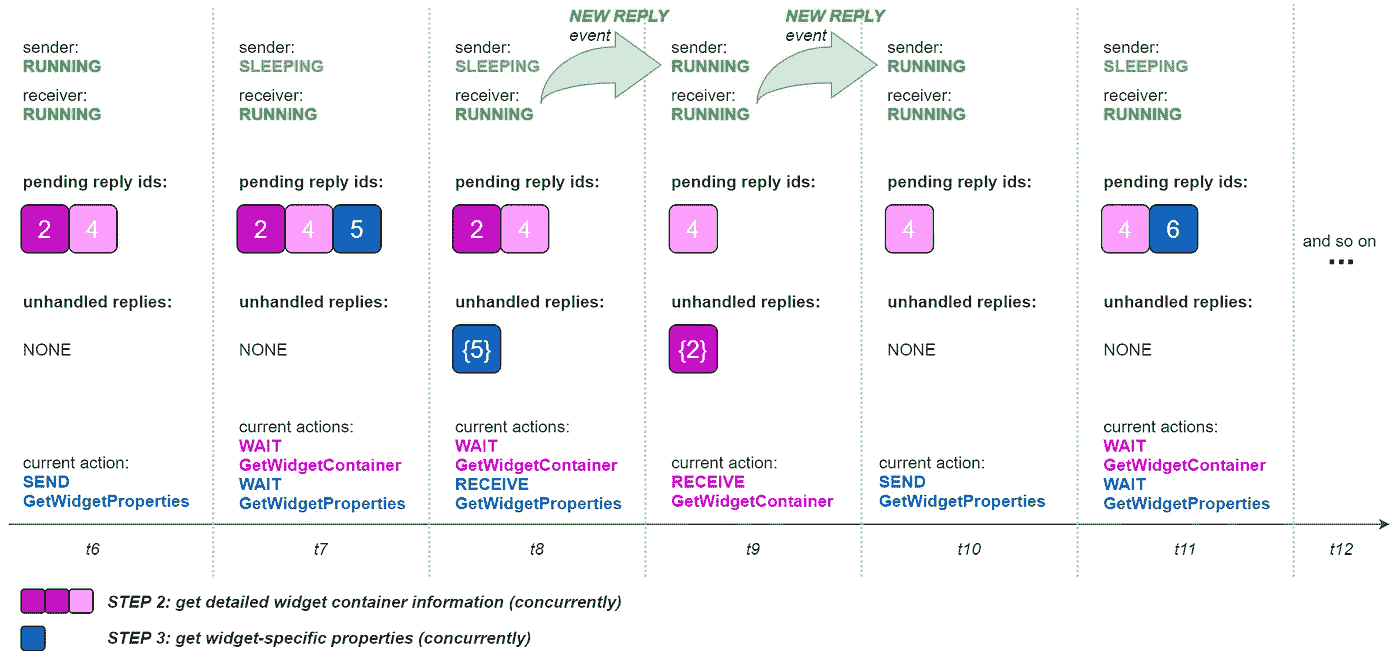 NEW REPLY
event
NEW REPLY
event
sender:
RUNNING
receiver:
RUNNING
pending reply ids:
2 4
unhandled replies:
NONE
current action:
SEND
GetWidgetProperties
t6
sender:
SLEEPING
receiver:
RUNNING
pending reply ids:
2 4 5
unhandled replies:
NONE
current actions:
WAIT
GetWidgetContainer
WAIT
GetWidgetProperties
t7
sender:
SLEEPING
receiver:
RUNNING
pending reply ids:
2 4
unhandled replies:
{5}
current actions:
WAIT
GetWidgetContainer
RECEIVE
GetWidgetProperties
t8
sender:
RUNNING
receiver:
RUNNING
pending reply ids:
4
unhandled replies:
{2}
current action:
RECEIVE
GetWidgetContainer
t9
sender:
RUNNING
receiver:
RUNNING
pending reply ids:
4
unhandled replies:
NONE
current action:
SEND
GetWidgetProperties
t10
sender:
SLEEPING
receiver:
RUNNING
pending reply ids:
4 6
unhandled replies:
NONE
current actions:
WAIT
GetWidgetContainer
WAIT
GetWidgetProperties
t11
and so on
...
t12
STEP 2: get detailed widget container information (concurrently)
STEP 3: get widget-specific properties (concurrently)